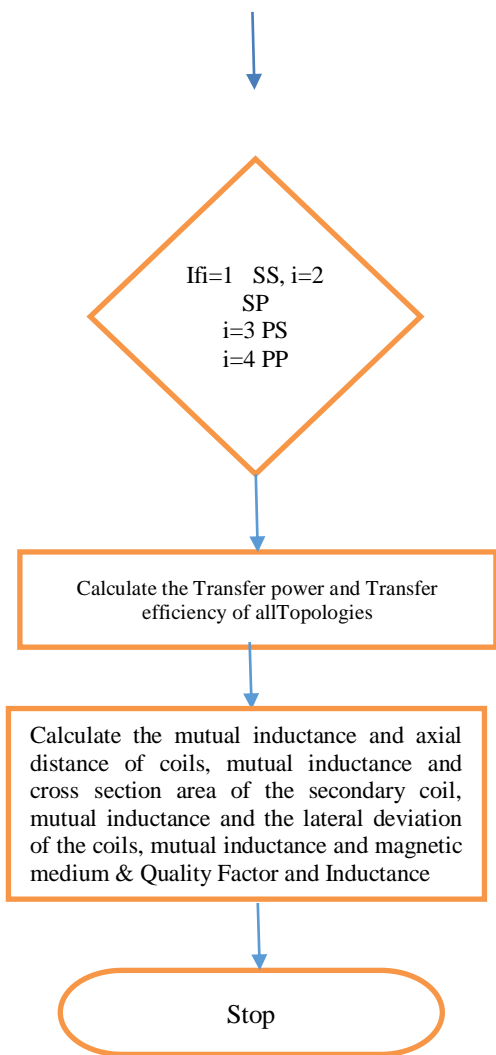 Ifi=1 SS, i=2
SP
i=3 PS
i=4 PP
Calculate the Transfer power and Transfer
efficiency of allTopologies
Calculate the mutual inductance and axial
distance of coils, mutual inductance and
cross section area of the secondary coil,
mutual inductance and the lateral deviation
of the coils, mutual inductance and magnetic
medium & Quality Factor and Inductance
Stop